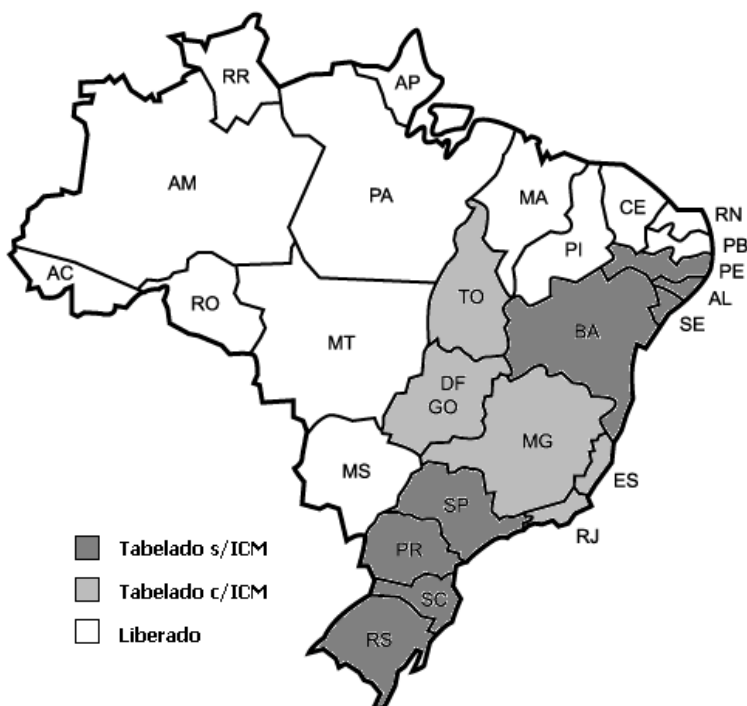 RR
AP
AM
PA
MA
CE
RN
PB
PI
PE
AC
AL
TO
RO
SE
BA
MT
DF
GO
MG
MS
ES
SP
RJ
PR
SC
RS
Tabelado s/ICM
Tabelado c/ICM
Liberado